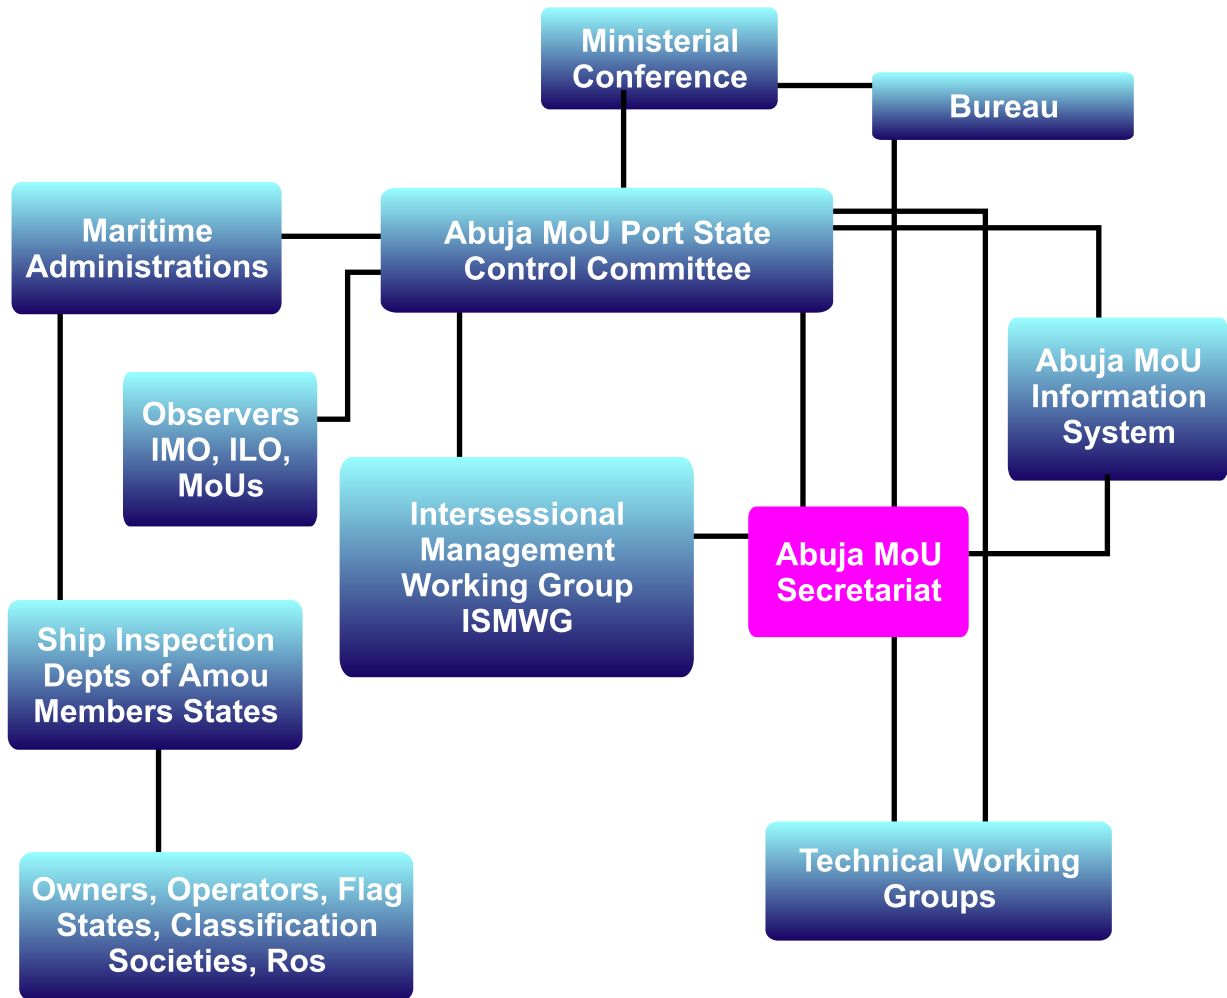 Ministerial
Conference
Bureau
Maritime
Administrations
Abuja MoU Port State
Control Committee
Observers
IMO, ILO,
MoUs
Abuja MoU
Information
System
Intersessional
Management
Working Group
ISMWG
Abuja MoU
Secretariat
Ship Inspection
Depts of Amou
Members States
Technical Working
Groups
Owners, Operators, Flag
States, Classification
Societies, Ros